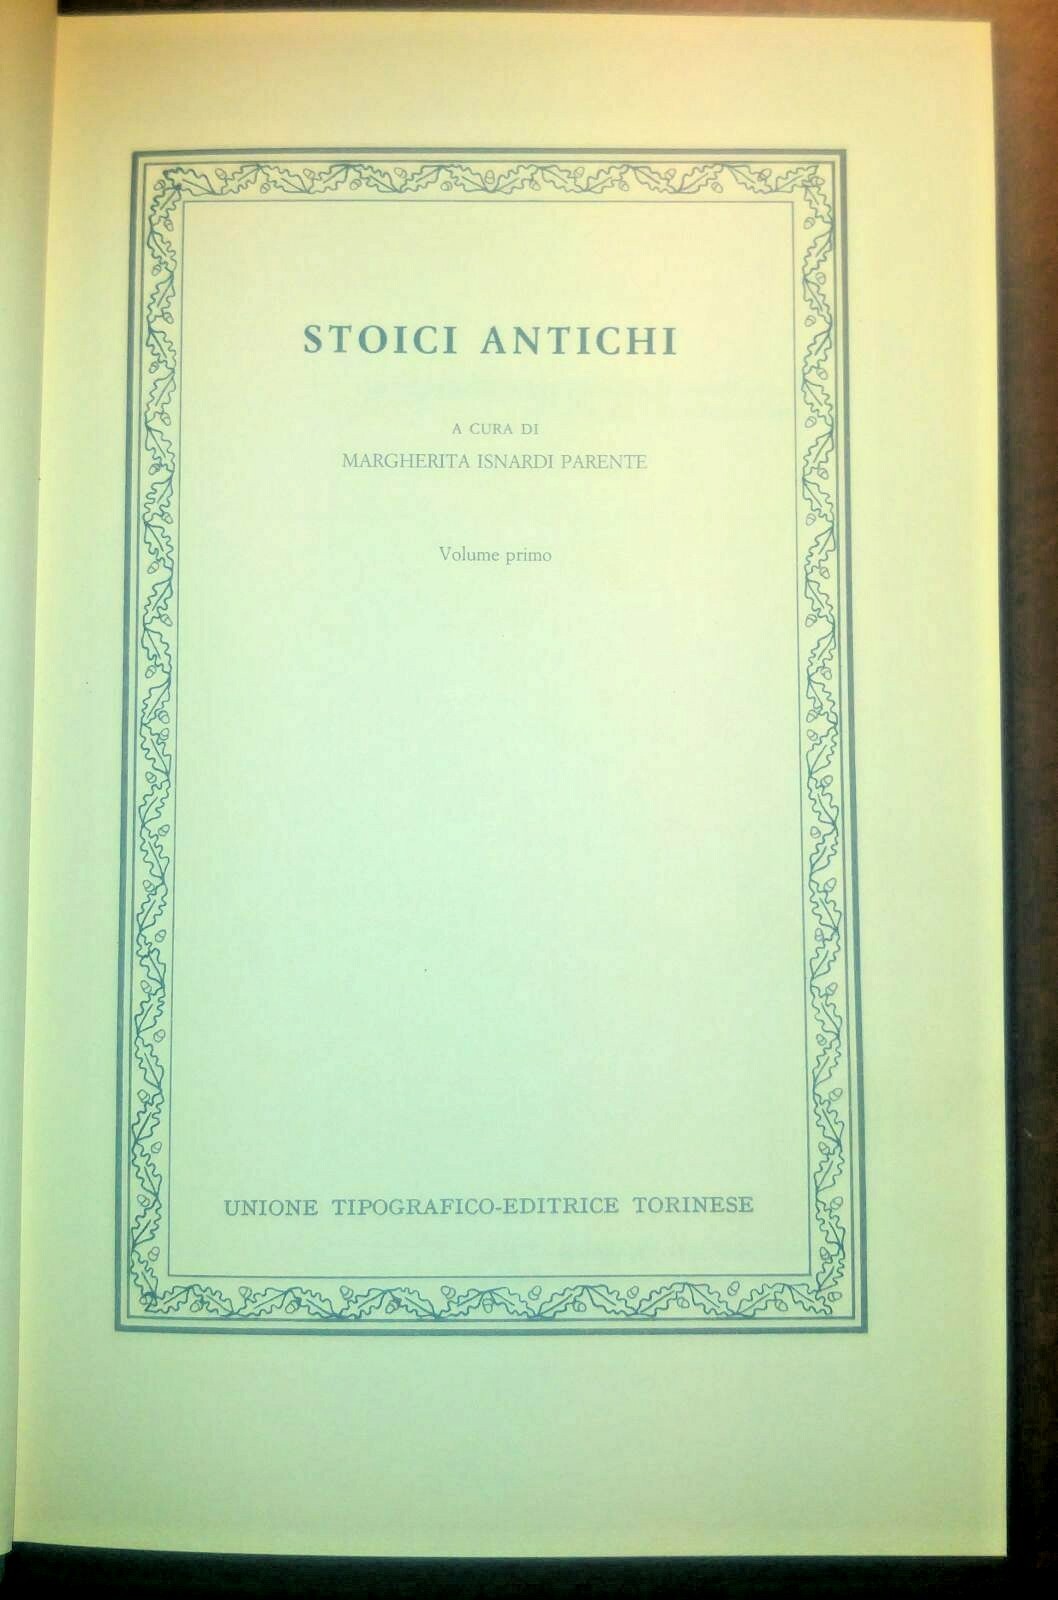 STOICI ANTICHI
A CURA DI
MARGHERITA ISNARDI PARENTE
Volume primo
UNIONE TIPOGRAFICO-EDITRICE TORINESE